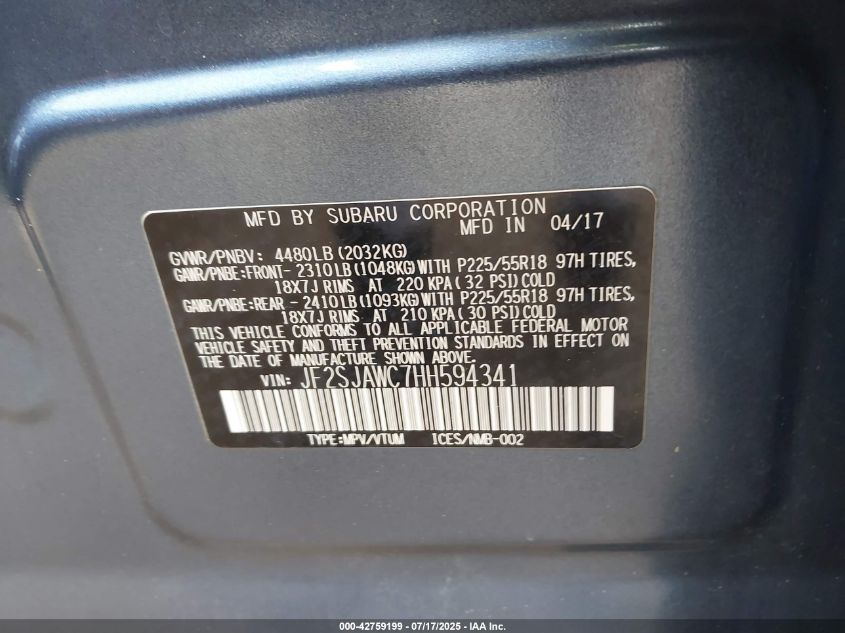 MFD BY SUBARU CORPORATION
MFD IN 04/17
GVWR/PNBV: 4480LB (2032KG)
GAWR/PNBE:FRONT- 2310LB (1048KG) WITH P225/55R18 97H TIRES,
18X7J RIMS AT 220 KPA (32 PSI) COLD
GAWR/PNBE:REAR - 2410LB (1093KG) WITH P225/55R18 97H TIRES,
18X7J RIMS AT 210 KPA (30 PSI) COLD
THIS VEHICLE CONFORMS TO ALL APPLICABLE FEDERAL MOTOR
VEHICLE SAFETY AND THEFT PREVENTION STANDARDS IN EFFECT ON
THE DATE OF MANUFACTURE SHOWN ABOVE.
VIN: JF2SJAWC7HH594341
TYPE:MPV/VTUM ICES/NMB-002
000-42759199 - 07/17/2025 - IAA Inc.